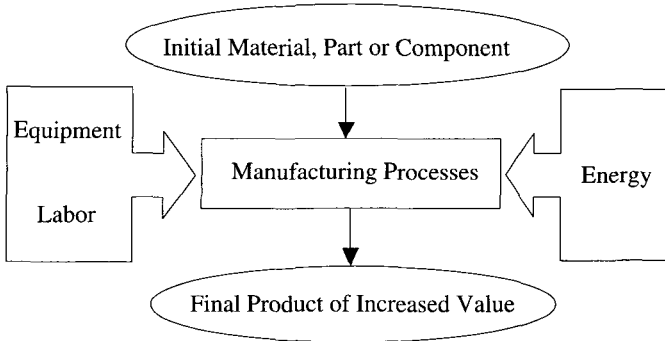 Initial Material, Part or Component
Equipment
Labor
Manufacturing Processes
Energy
Final Product of Increased Value